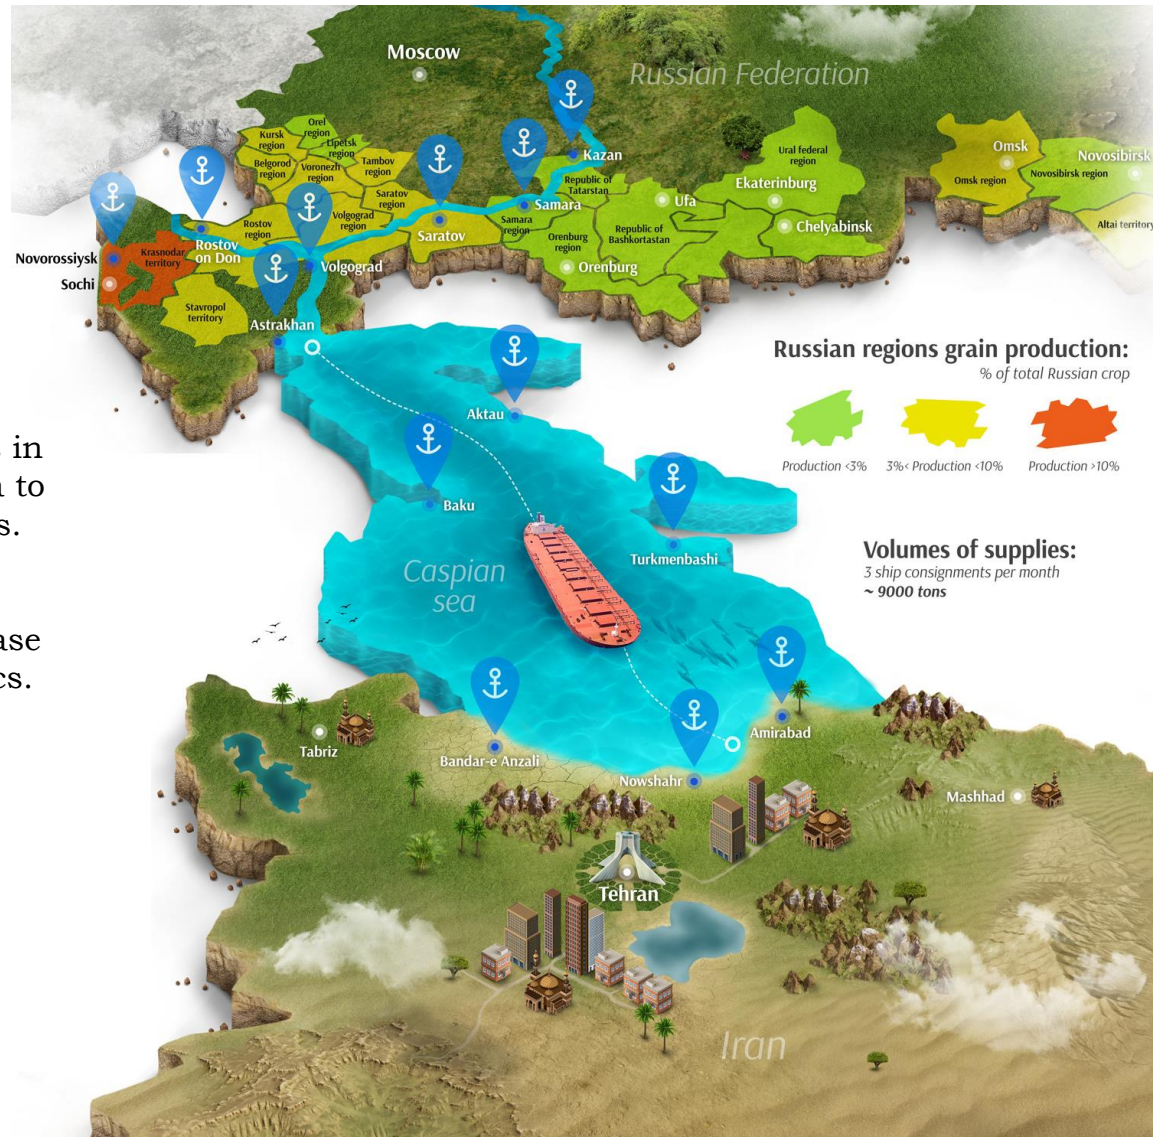 Moscow
Russian Federation
Orel
region
Kursk
region
Lipetsk
region
Tambov
region
Belgorod
region
Voronezh
region
Saratov
region
Kazan
Republic of
Tatarstan
Ural federal
region
Omsk
Omsk region
Novosibirsk
Novosibirsk region
Altai territory
Ekaterinburg
Ufa
Samara
Samara
region
Chelyabinsk
Republic of
Bashkortastan
Orenburg
region
Orenburg
Volgograd
region
Saratov
Rostov
region
Rostov
on Don
Krasnodar
territory
Novorossiysk
Sochi
Volgograd
Stavropol
territory
Astrakhan
Russian regions grain production:
% of total Russian crop
Production <3%
3%< Production <10%
Production >10%
Aktau
in
to
Baku
Turkmenbashi
Volumes of supplies:
3 ship consignments per month
~ 9000 tons
Caspian
sea
Tabriz
Bandar-e Anzali
Nowshahr
Amirabad
Mashhad
Tehran
Iran